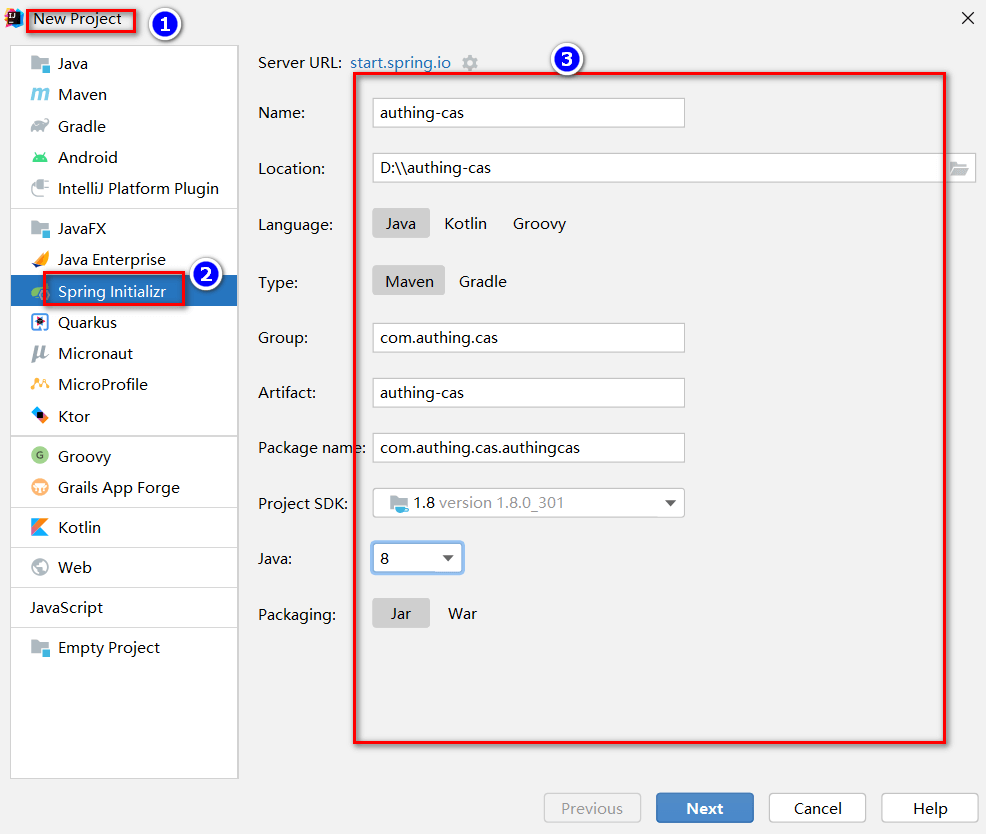 New Project
1
Java
Maven
Gradle
Android
IntelliJ Platform Plugin
JavaFX
Java Enterprise
Spring Initializr
2
Quarkus
Micronaut
MicroProfile
Ktor
Groovy
Grails App Forge
Kotlin
Web
JavaScript
Empty Project
3
Server URL: start.spring.io
Name: authing-cas
Location: D:\\authing-cas
Language: Java Kotlin Groovy
Type: Maven Gradle
Group: com.authing.cas
Artifact: authing-cas
Package name: com.authing.cas.authingcas
Project SDK: 1.8 version 1.8.0_301
Java: 8
Packaging: Jar War
Previous Next Cancel Help